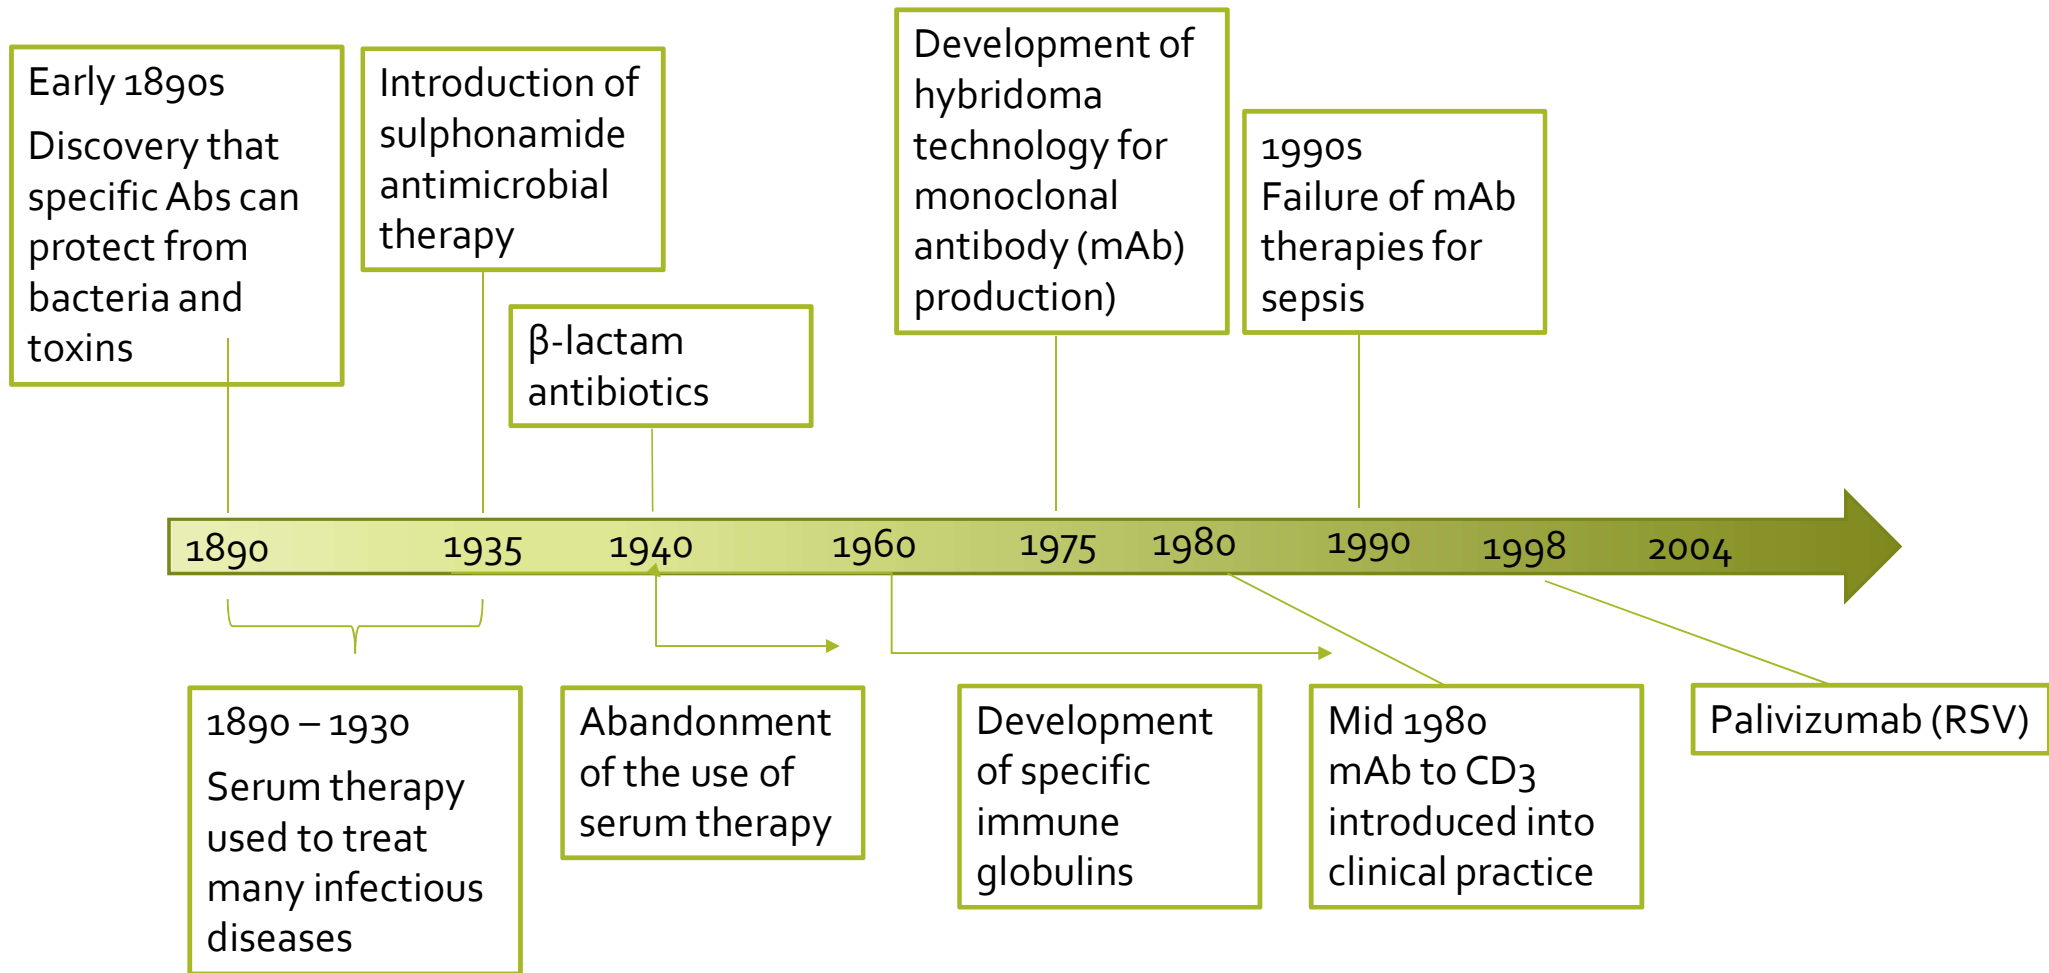 Early 1890s
Discovery that
specific Abs can
protect from
bacteria and
toxins
Introduction of
sulphonamide
antimicrobial
therapy
β-lactam
antibiotics
Development of
hybridoma
technology for
monoclonal
antibody (mAb)
production)
1990s
Failure of mAb
therapies for
sepsis
1890
1935
1940
1960
1975
1980
1990
1998
2004
1890 – 1930
Serum therapy
used to treat
many infectious
diseases
Abandonment
of the use of
serum therapy
Development
of specific
immune
globulins
Mid 1980
mAb to CD3
introduced into
clinical practice
Palivizumab (RSV)